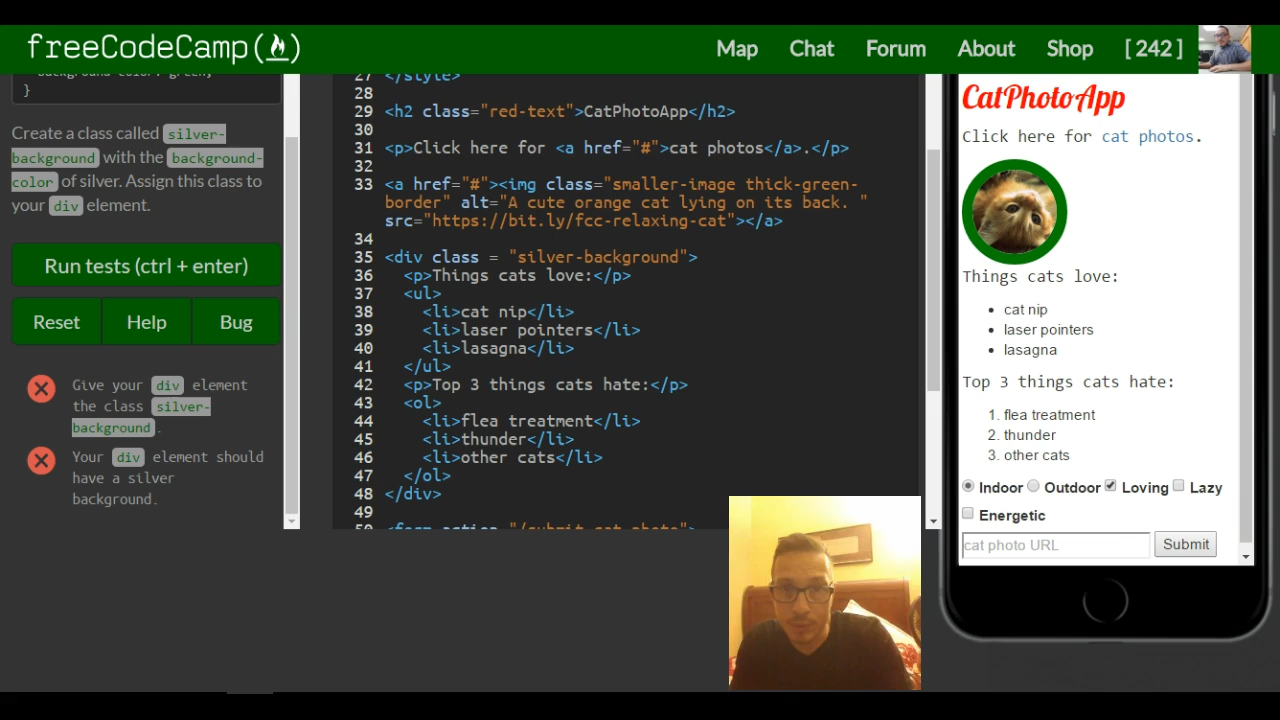 freeCodeCamp
Map Chat Forum About Shop [ 242 ]
}
Create a class called silver-
background with the background-
color of silver. Assign this class to
your div element.
Run tests (ctrl + enter)
Reset Help Bug
Give your div element
the class silver-
background .
Your div element should
have a silver
background.
27 </style>
28
29 <h2 class="red-text">CatPhotoApp</h2>
30
31 <p>Click here for <a href="#">cat photos</a>.</p>
32
33 <a href="#"><img class="smaller-image thick-green-
border" alt="A cute orange cat lying on its back. "
src="https://bit.ly/fcc-relaxing-cat"></a>
34
35 <div class = "silver-background">
36 <p>Things cats love:</p>
37 <ul>
38 <li>cat nip</li>
39 <li>laser pointers</li>
40 <li>lasagna</li>
41 </ul>
42 <p>Top 3 things cats hate:</p>
43 <ol>
44 <li>flea treatment</li>
45 <li>thunder</li>
46 <li>other cats</li>
47 </ol>
48 </div>
49
50 <form action="/submit-cat-photo">
CatPhotoApp
Click here for cat photos.
Things cats love:
• cat nip
• laser pointers
• lasagna
Top 3 things cats hate:
1. flea treatment
2. thunder
3. other cats
Indoor Outdoor Loving Lazy
Energetic
cat photo URL Submit